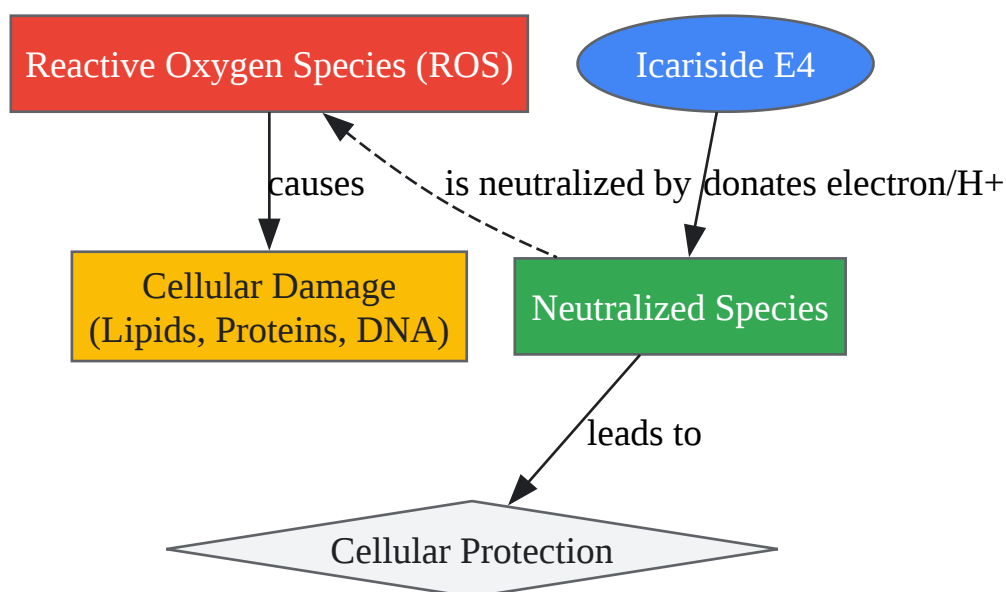 Reactive Oxygen Species (ROS)
Icariside E4
causes
is neutralized by
donates electron/H+
Cellular Damage
(Lipids, Proteins, DNA)
Neutralized Species
leads to
Cellular Protection